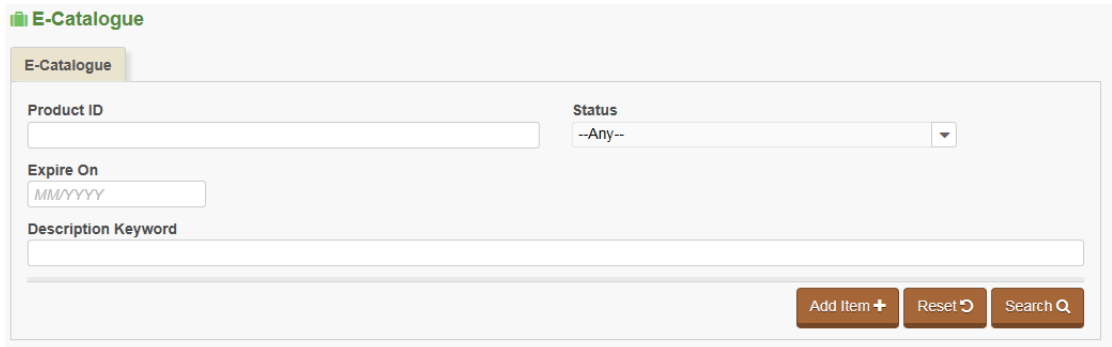 E-Catalogue
E-Catalogue
Product ID
Status
--Any--
Expire On
MM/YYYY
Description Keyword
Add Item
Reset
Search